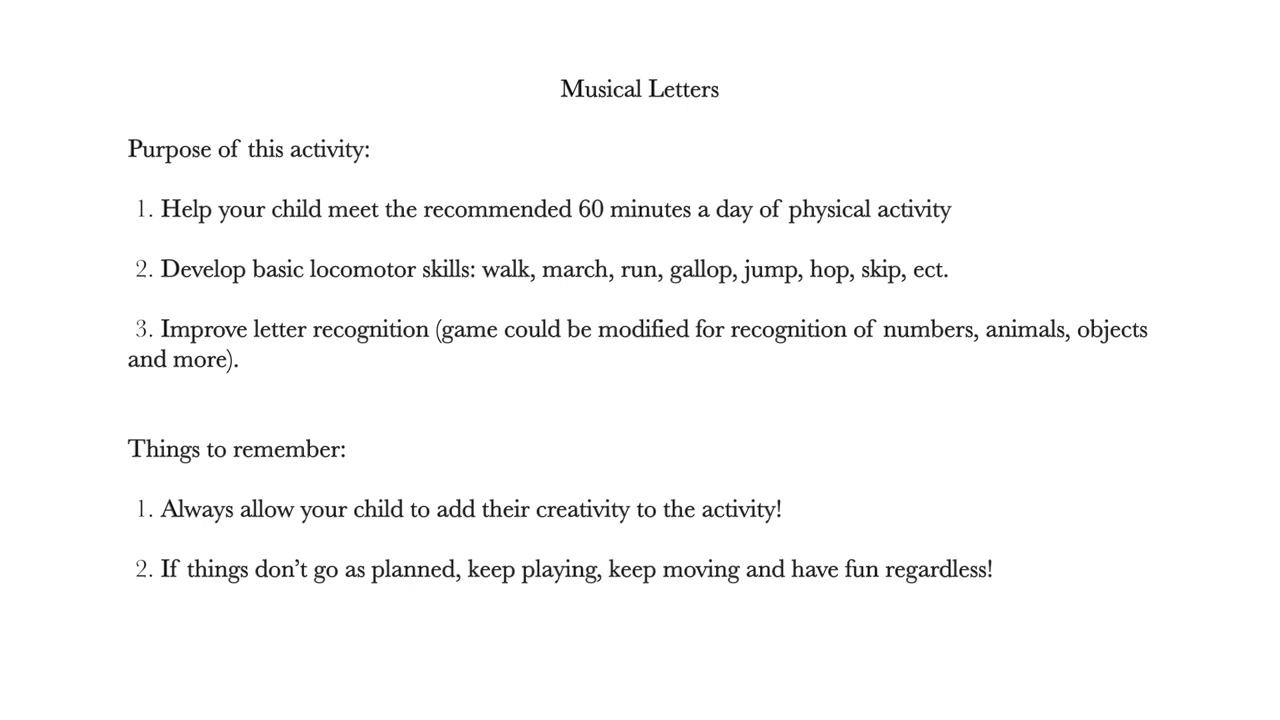 Musical Letters
Purpose of this activity:
1. Help your child meet the recommended 60 minutes a day of physical activity
2. Develop basic locomotor skills: walk, march, run, gallop, jump, hop, skip, ect.
3. Improve letter recognition (game could be modified for recognition of numbers, animals, objects
and more).
Things to remember:
1. Always allow your child to add their creativity to the activity!
2. If things don’t go as planned, keep playing, keep moving and have fun regardless!